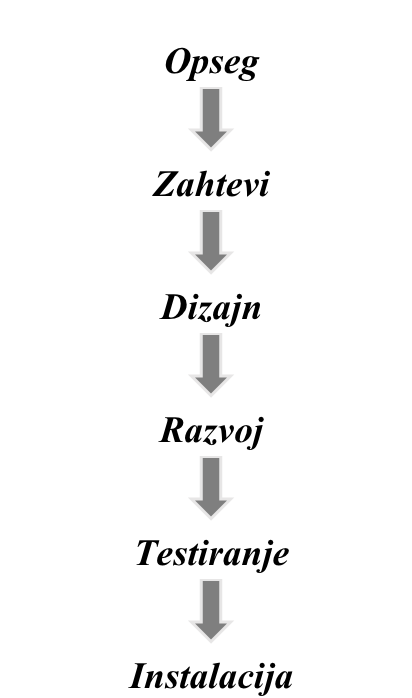 Opseg
Zahtevi
Dizajn
Razvoj
Testiranje
Instalacija